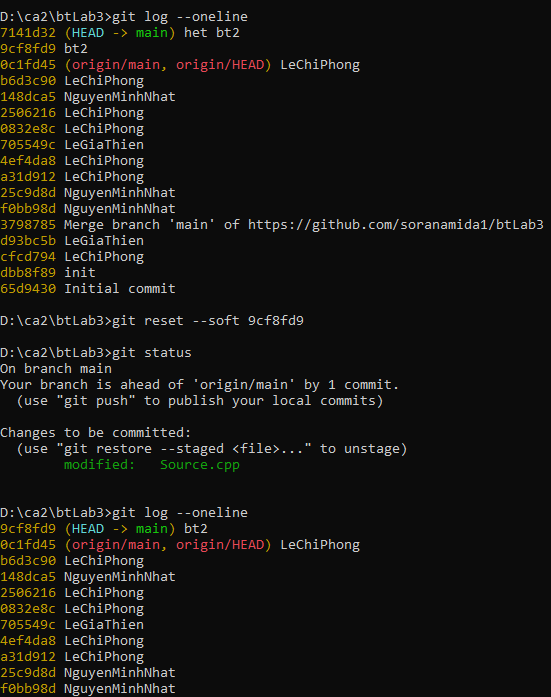 D:\ca2\btLab3>git log --oneline
7141d32 (HEAD -> main) het bt2
9cf8fd9 bt2
0c1fd45 (origin/main, origin/HEAD) LeChiPhong
b6d3c90 LeChiPhong
148dca5 NguyenMinhNhat
2506216 LeChiPhong
0832e8c LeChiPhong
705549c LeGiaThien
4ef4da8 LeChiPhong
a31d912 LeChiPhong
25c9d8d NguyenMinhNhat
f0bb98d NguyenMinhNhat
3798785 Merge branch 'main' of https://github.com/soranamida1/btLab3
d93bc5b LeGiaThien
cfcd794 LeChiPhong
dbb8f89 init
65d9430 Initial commit
D:\ca2\btLab3>git reset --soft 9cf8fd9
D:\ca2\btLab3>git status
On branch main
Your branch is ahead of 'origin/main' by 1 commit.
  (use "git push" to publish your local commits)
Changes to be committed:
  (use "git restore --staged <file>..." to unstage)
        modified:   Source.cpp
D:\ca2\btLab3>git log --oneline
9cf8fd9 (HEAD -> main) bt2
0c1fd45 (origin/main, origin/HEAD) LeChiPhong
b6d3c90 LeChiPhong
148dca5 NguyenMinhNhat
2506216 LeChiPhong
0832e8c LeChiPhong
705549c LeGiaThien
4ef4da8 LeChiPhong
a31d912 LeChiPhong
25c9d8d NguyenMinhNhat
f0bb98d NguyenMinhNhat